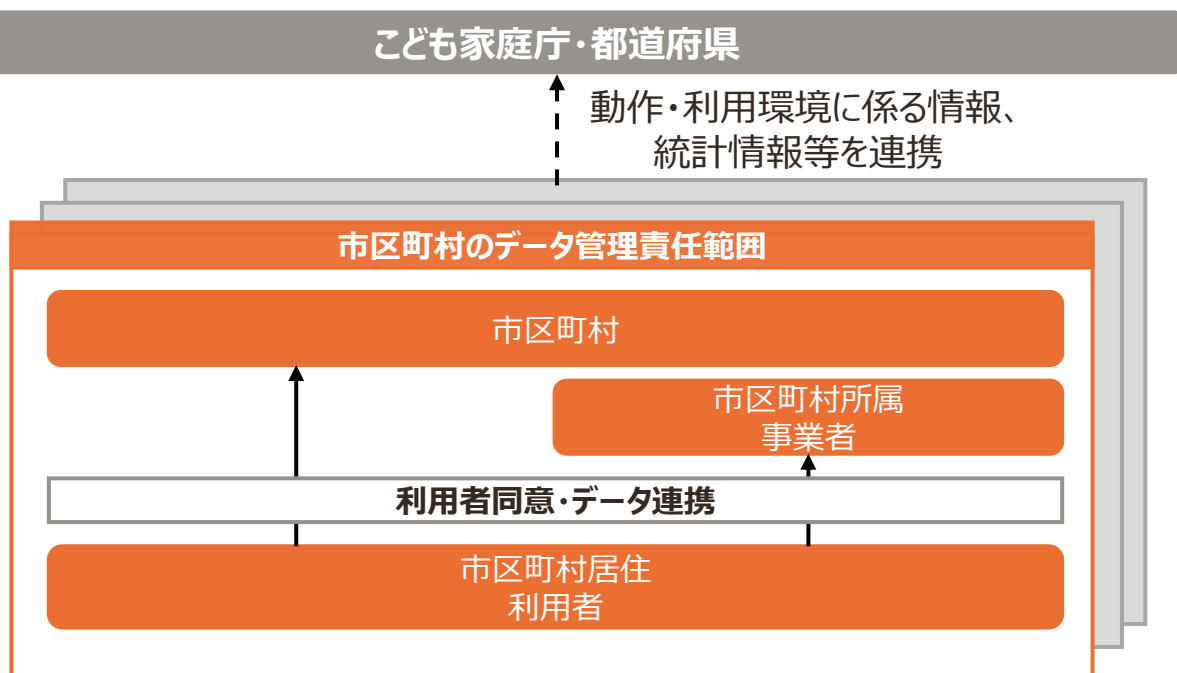 こども家庭庁・都道府県
動作・利用環境に係る情報、
統計情報等を連携
市区町村のデータ管理責任範囲
市区町村
市区町村所属
事業者
利用者同意・データ連携
市区町村居住
利用者